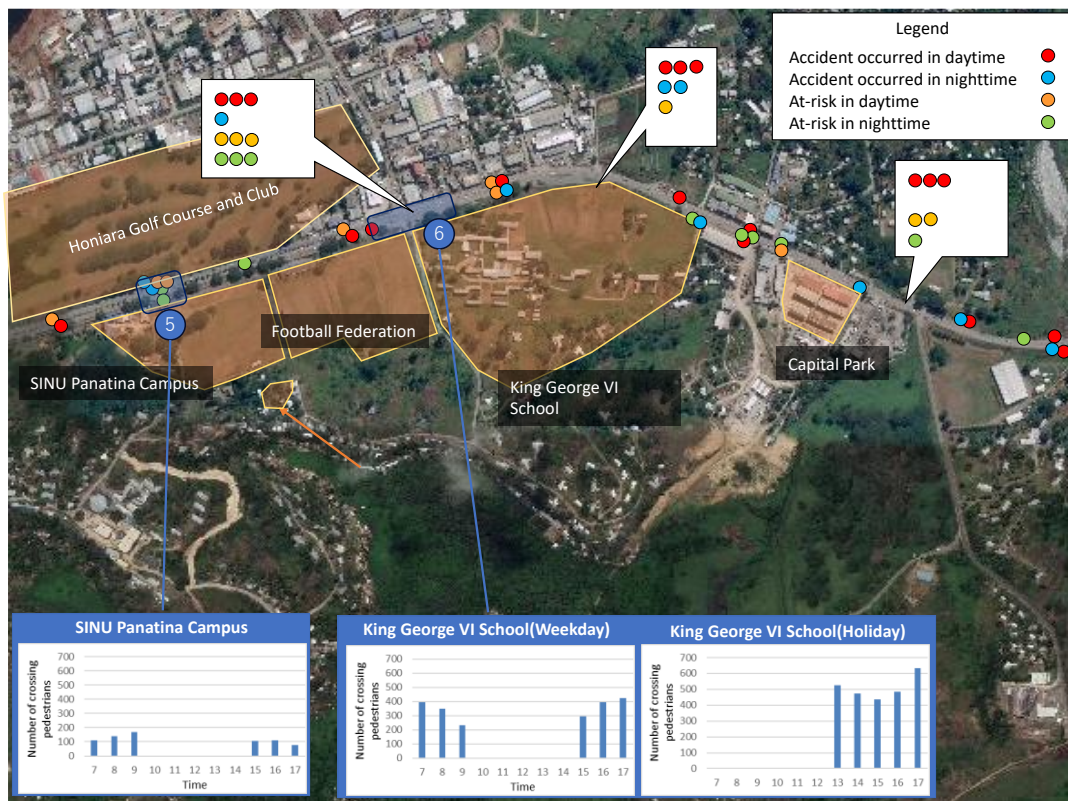 Legend
Accident occurred in daytime
Accident occurred in nighttime
At-risk in daytime
At-risk in nighttime
Honiara Golf Course and Club
6
5
Football Federation
SINU Panatina Campus
King George VI
School
Capital Park
SINU Panatina Campus
Number of crossing
pedestrians
700
600
500
400
300
200
100
0
7 8 9 10 11 12 13 14 15 16 17
Time
King George VI School(Weekday)
Number of crossing
pedestrians
700
600
500
400
300
200
100
0
7 8 9 10 11 12 13 14 15 16 17
Time
King George VI School(Holiday)
Number of crossing
pedestrians
700
600
500
400
300
200
100
0
7 8 9 10 11 12 13 14 15 16 17